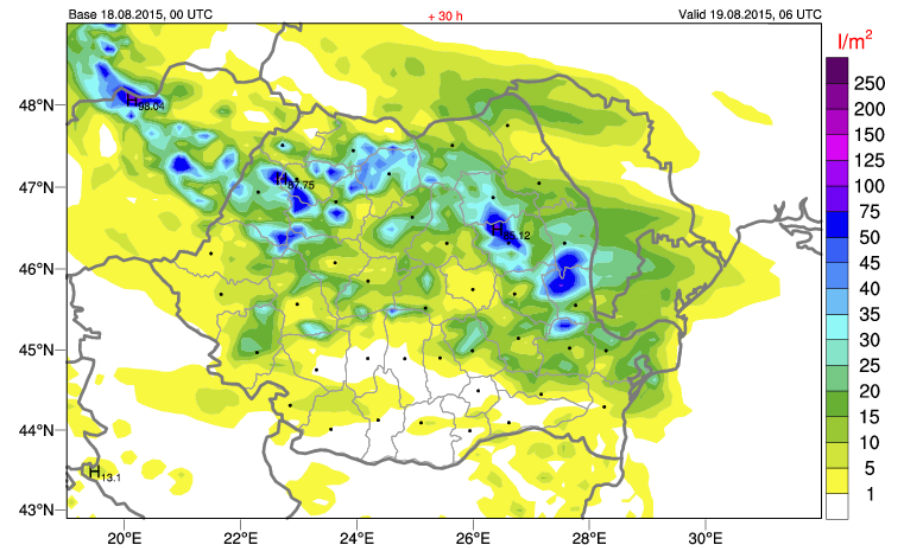 Base 18.08.2015, 00 UTC + 30 h Valid 19.08.2015, 06 UTC
l/m²
250
200
150
125
100
75
50
45
40
35
30
25
20
15
10
5
1
48°N
47°N
46°N
45°N
44°N
43°N
H
H
H
H13.1
20°E 22°E 24°E 26°E 28°E 30°E